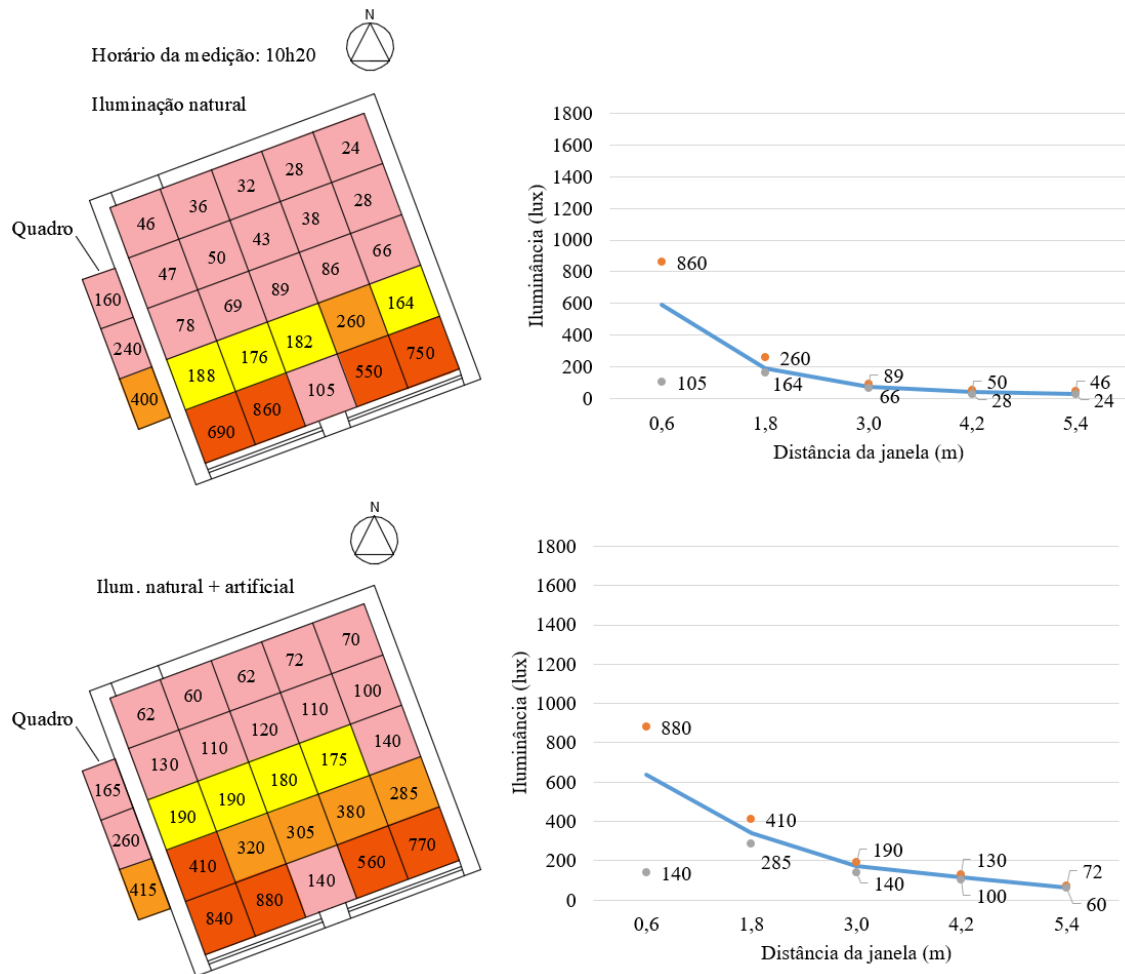 N
Horário da medição: 10h20
Iluminação natural
46 36 32 28 24
47 50 43 38 28
78 69 89 86 66
188 176 182 260 164
690 860 105 550 750
Quadro
160
240
400
1800
1600
1400
1200
1000
800
600
400
200
0
Iluminância (lux)
860
105
260
164
89
66
50
28
46
24
0,6 1,8 3,0 4,2 5,4
Distância da janela (m)
N
Ilum. natural + artificial
62 60 62 72 70
130 110 120 110 100
190 190 180 175 140
410 320 305 380 285
840 880 140 560 770
Quadro
165
260
415
1800
1600
1400
1200
1000
800
600
400
200
0
Iluminância (lux)
880
140
410
285
190
140
130
100
72
60
0,6 1,8 3,0 4,2 5,4
Distância da janela (m)